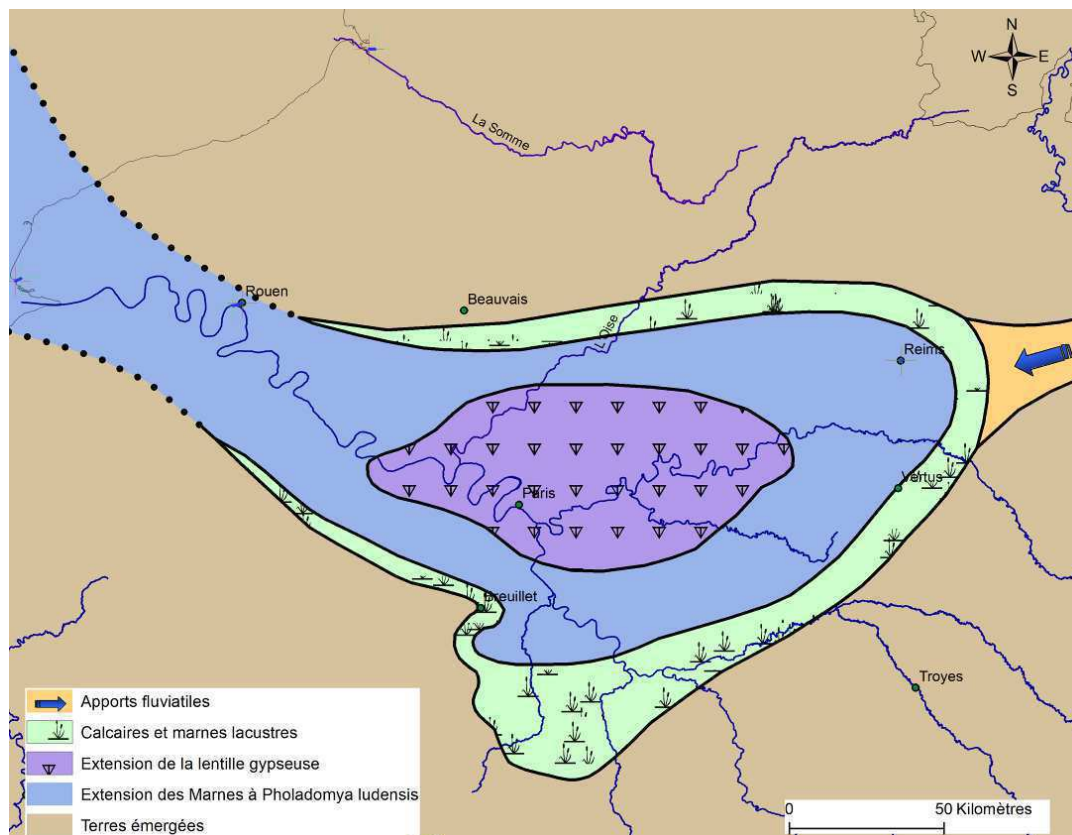 N
W E
S
La Somme
Rouen
Beauvais
L'Oise
Reims
Paris
Vertus
Breuillet
Troyes
Apports fluviatiles
Calcaires et marnes lacustres
Extension de la lentille gypseuse
Extension des Marnes à Pholadomya ludensis
Terres émergées
0 50 Kilomètres